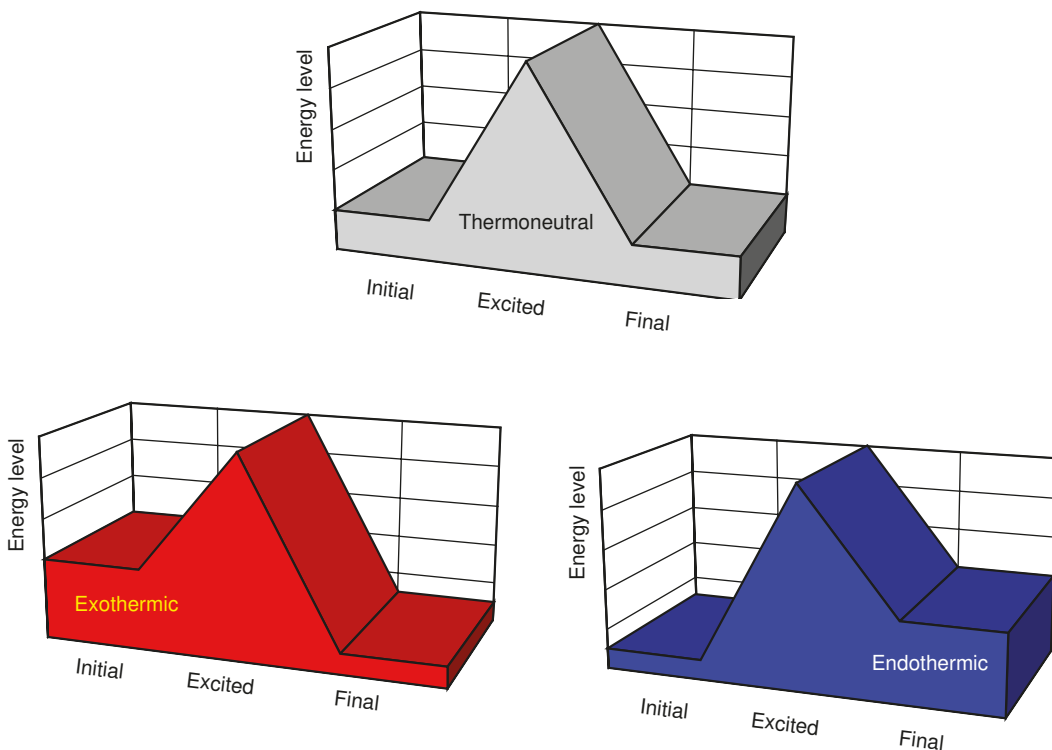 Energy level
Thermoneutral
Initial
Excited
Final
Energy level
Exothermic
Initial
Excited
Final
Energy level
Endothermic
Initial
Excited
Final